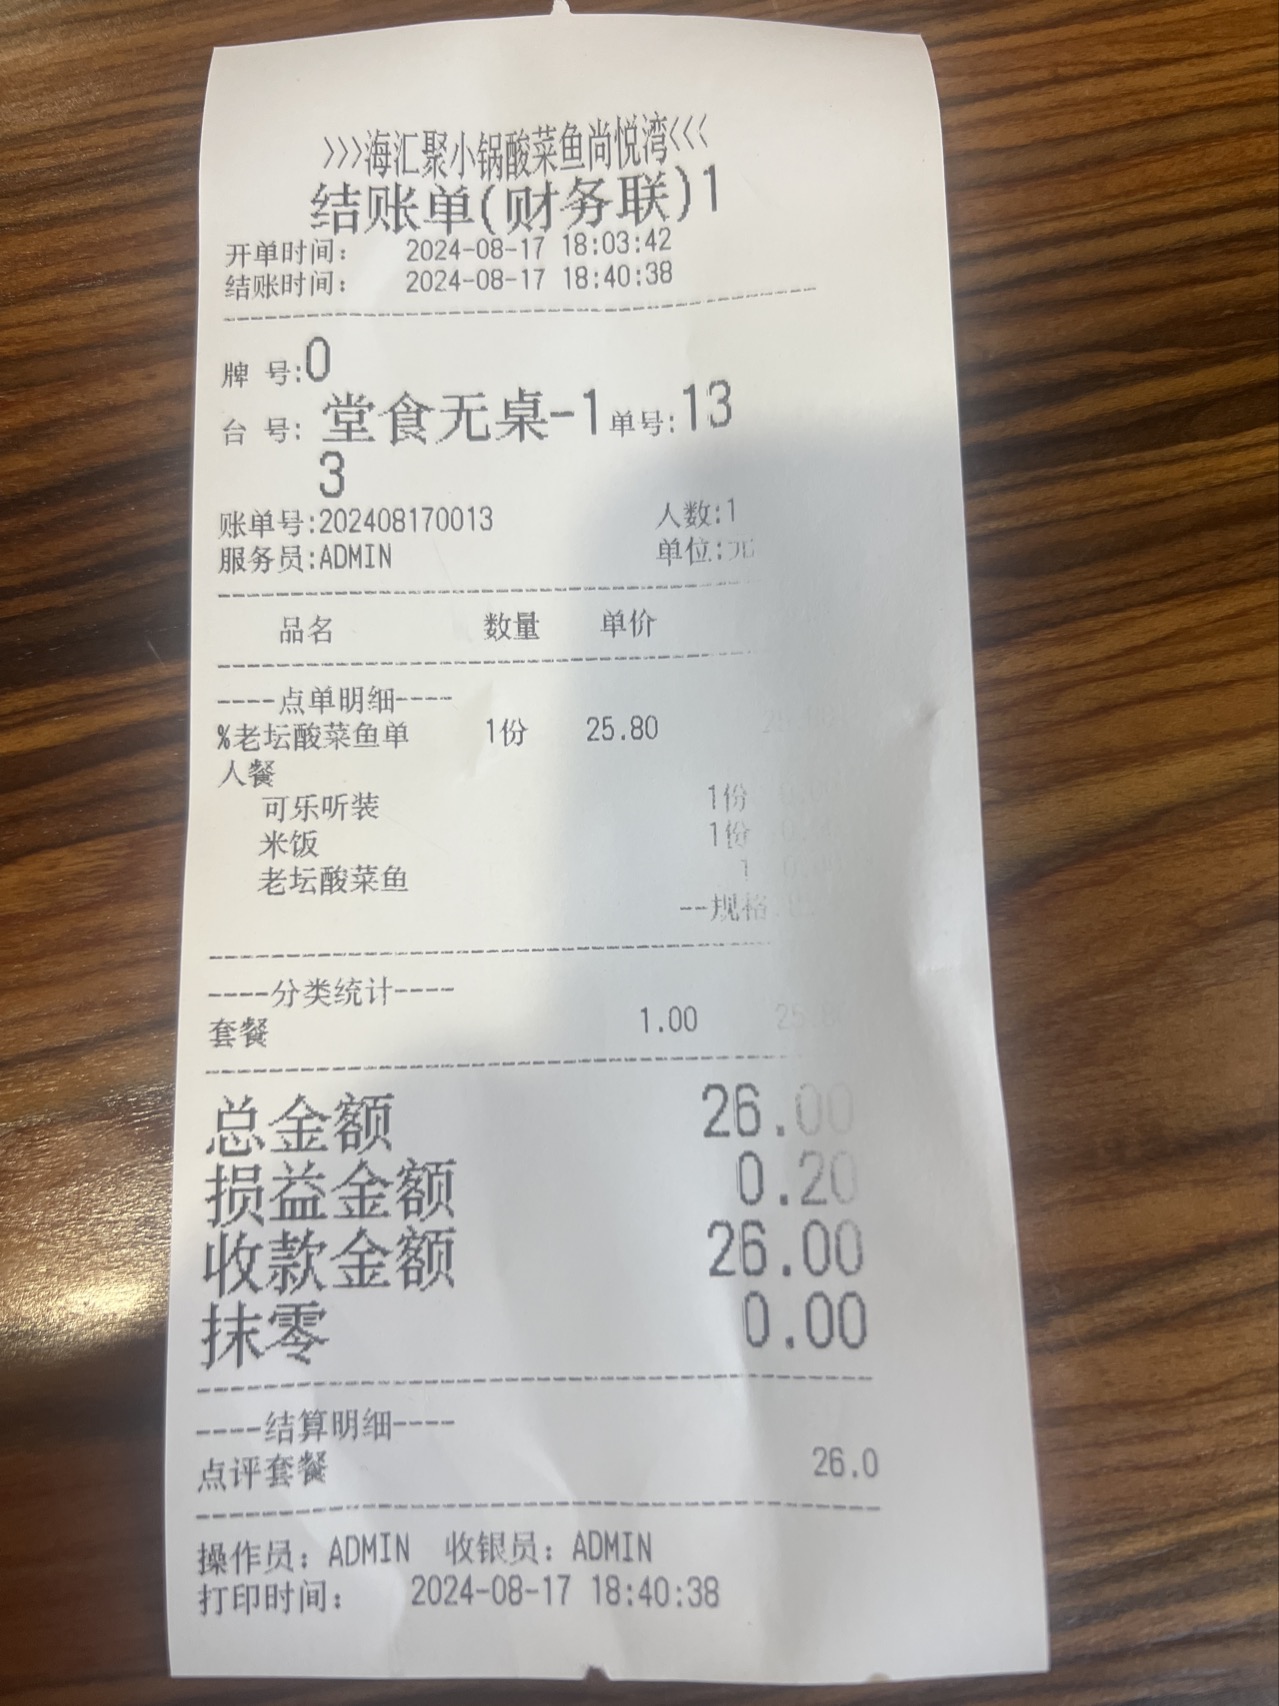 >>>海汇聚小锅酸菜鱼尚悦湾<<<
结账单(财务联)1
开单时间： 2024-08-17 18:03:42
结账时间： 2024-08-17 18:40:38
牌 号:0
台 号: 堂食无桌-1 单号:13
3
账单号:202408170013 人数:1
服务员:ADMIN 单位:元
品名 数量 单价
----点单明细----
%老坛酸菜鱼单 1份 25.80
人餐
可乐听装 1份
米饭 1份
老坛酸菜鱼 1
--规格
----分类统计----
套餐 1.00 25.80
总金额 26.00
损益金额 0.20
收款金额 26.00
抹零 0.00
----结算明细----
点评套餐 26.0
操作员：ADMIN 收银员：ADMIN
打印时间： 2024-08-17 18:40:38